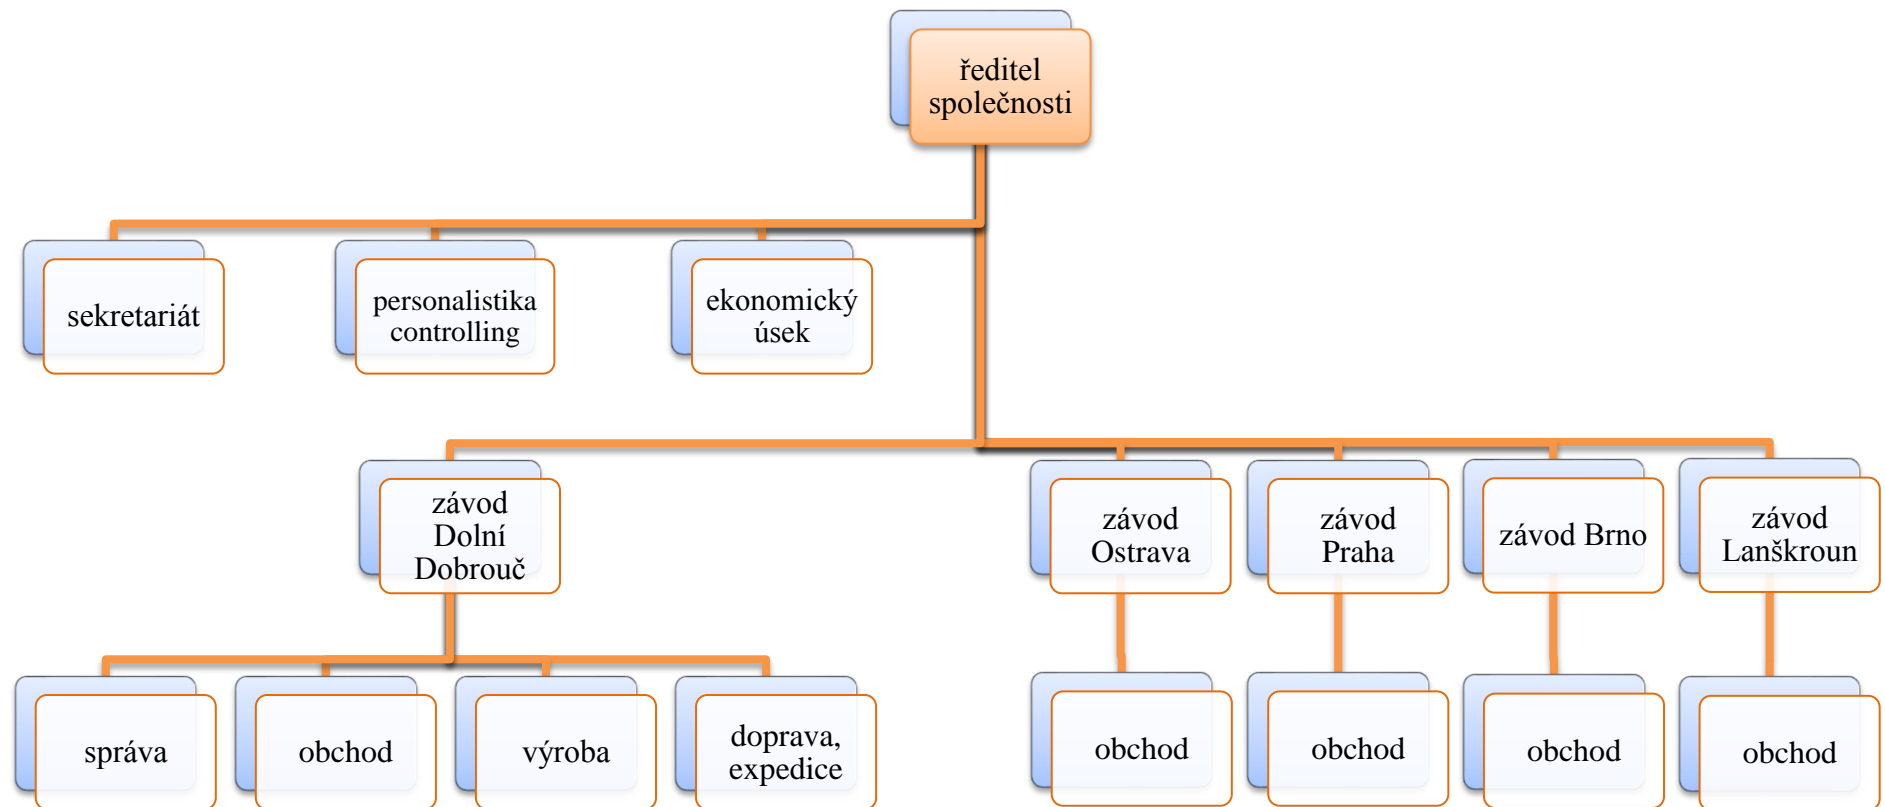 ředitel
společnosti
sekretariát
personalistika
controlling
ekonomický
úsek
závod
Dolní
Dobrouč
závod
Ostrava
závod
Praha
závod Brno
závod
Lanškroun
správa
obchod
výroba
doprava,
expedice
obchod
obchod
obchod
obchod